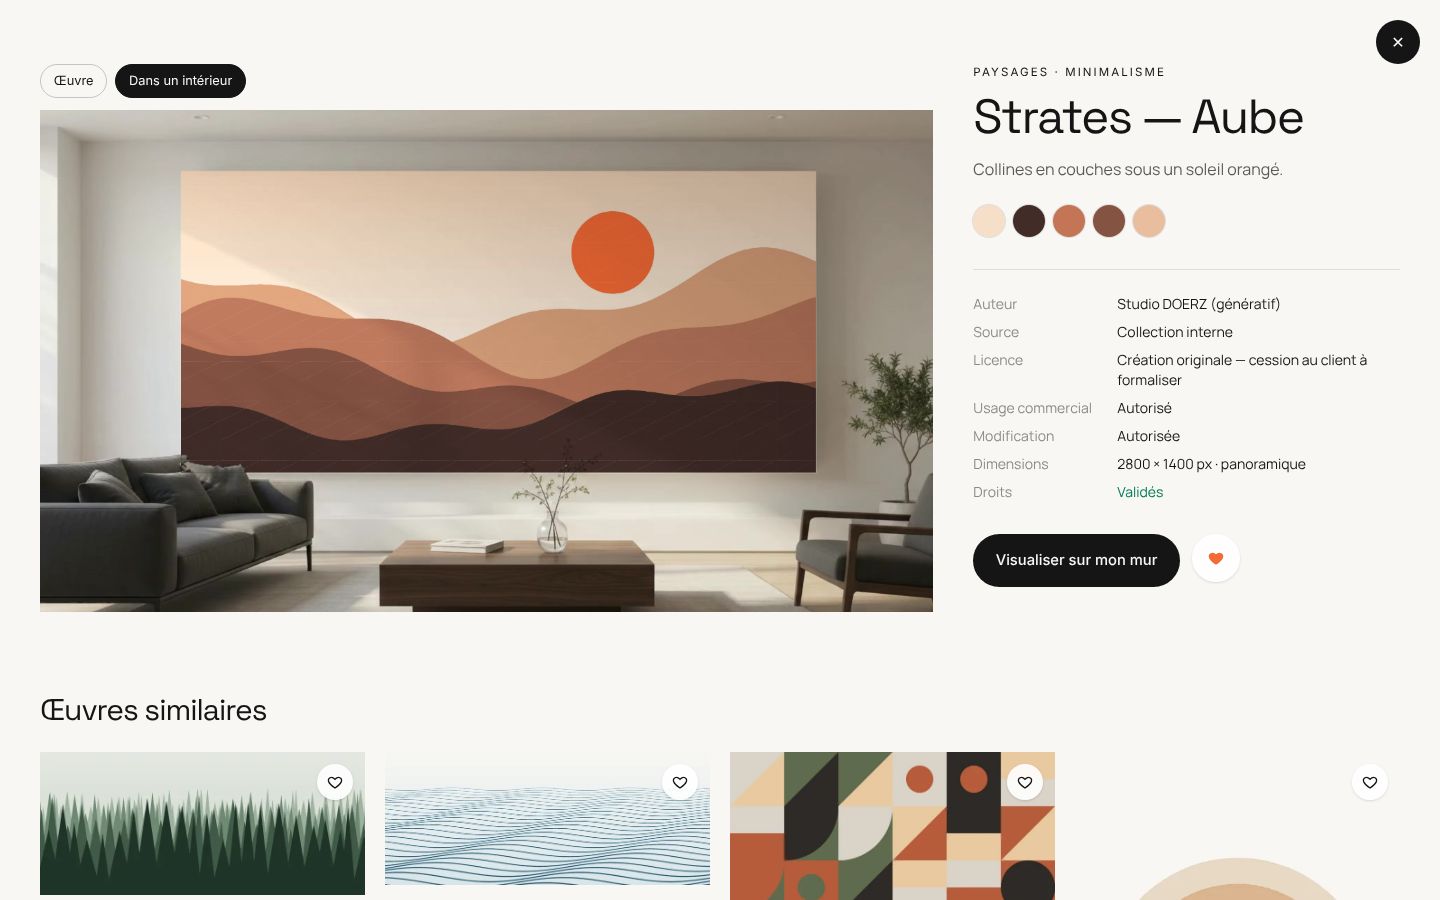 Œuvre
Dans un intérieur
PAYSAGES · MINIMALISME
Strates — Aube
Collines en couches sous un soleil orangé.
Auteur Studio DOERZ (génératif)
Source Collection interne
Licence Création originale — cession au client à
formaliser
Usage commercial Autorisé
Modification Autorisée
Dimensions 2800 × 1400 px · panoramique
Droits Validés
Visualiser sur mon mur
Œuvres similaires